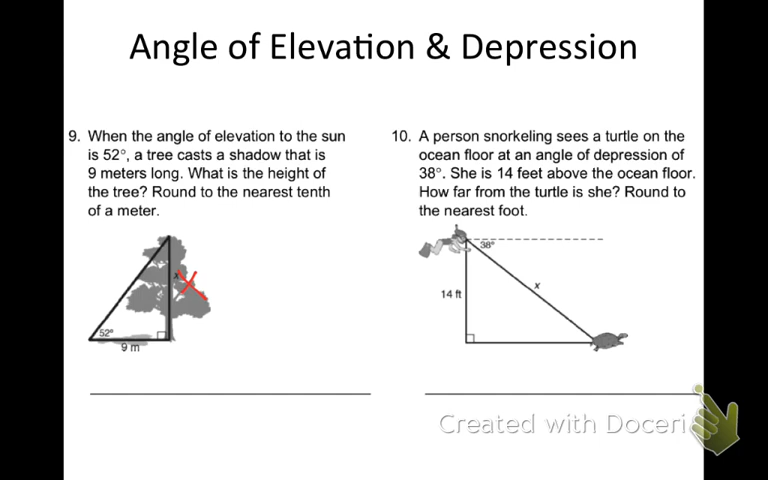 Angle of Elevation & Depression
9. When the angle of elevation to the sun
is 52°, a tree casts a shadow that is
9 meters long. What is the height of
the tree? Round to the nearest tenth
of a meter.
x
52°
9 m
10. A person snorkeling sees a turtle on the
ocean floor at an angle of depression of
38°. She is 14 feet above the ocean floor.
How far from the turtle is she? Round to
the nearest foot.
38°
x
14 ft
Created with Doceri